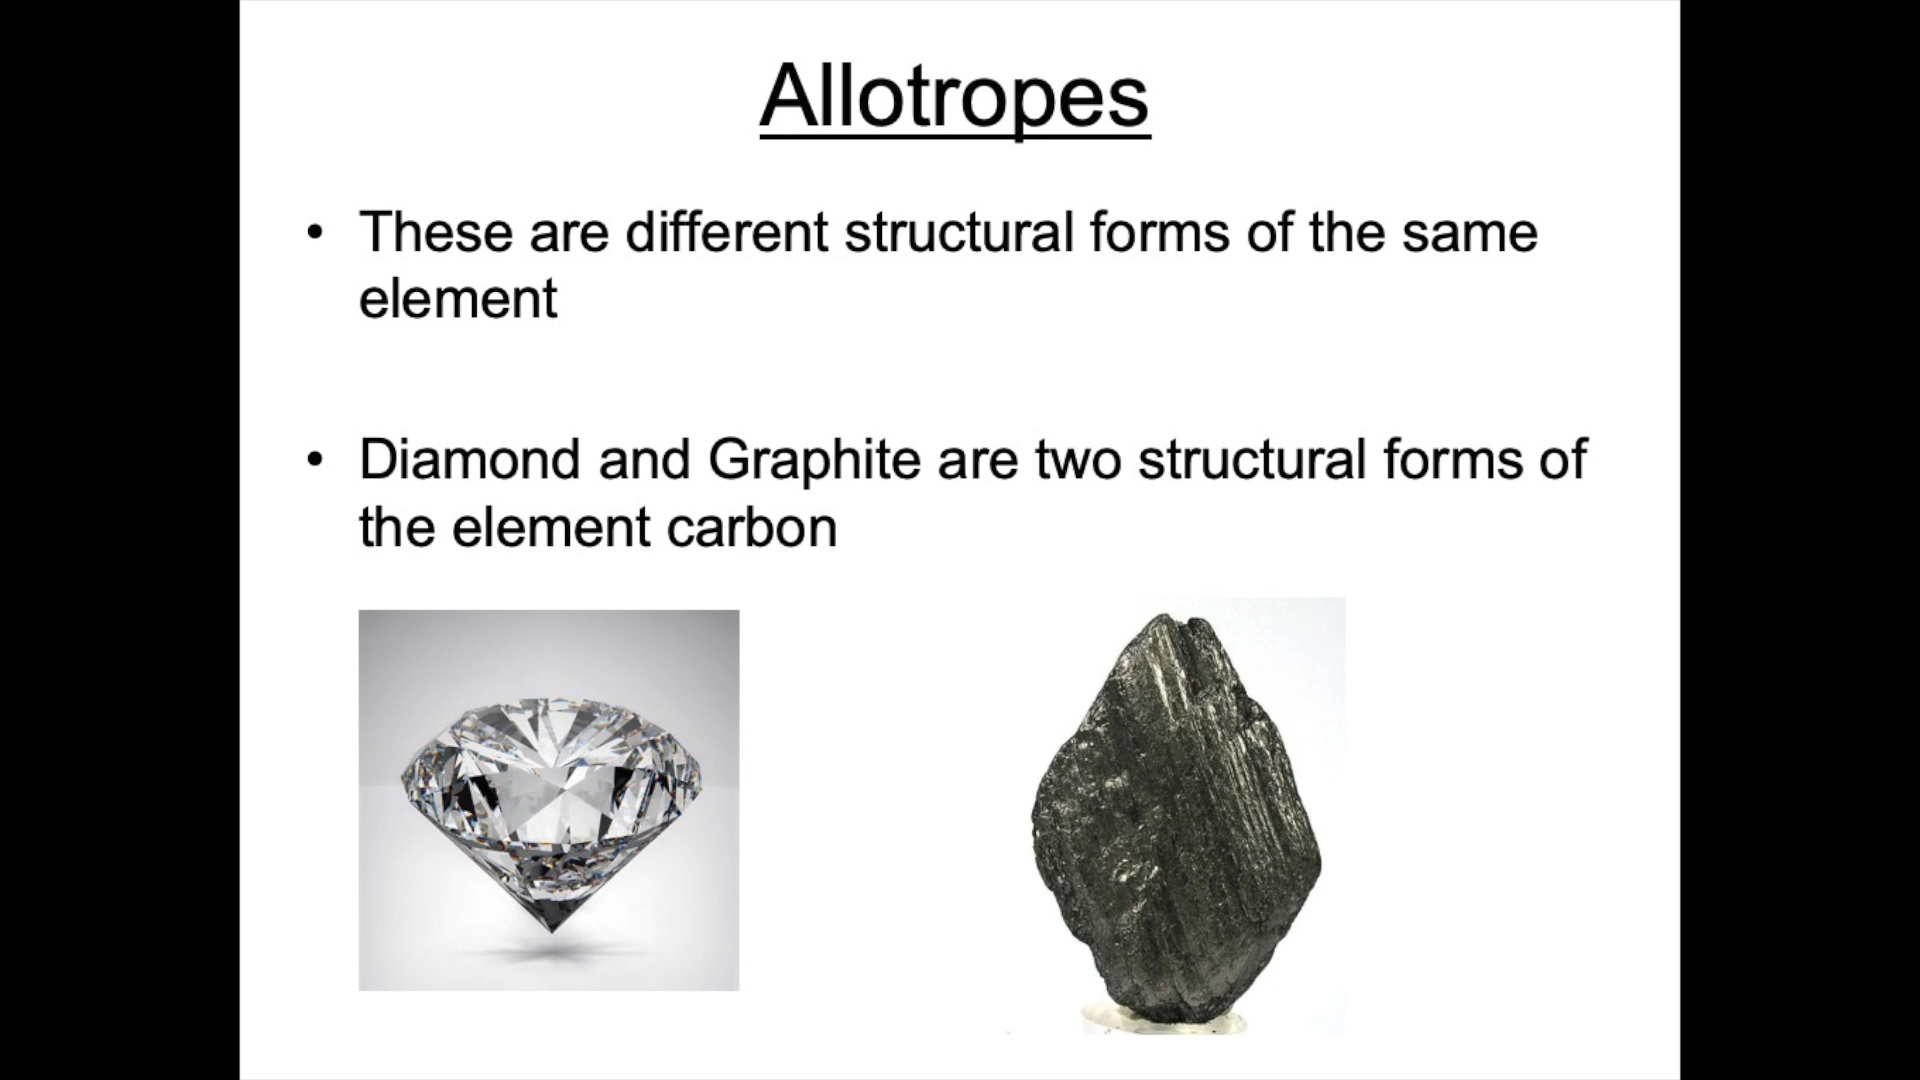 Allotropes
• These are different structural forms of the same
element
• Diamond and Graphite are two structural forms of
the element carbon